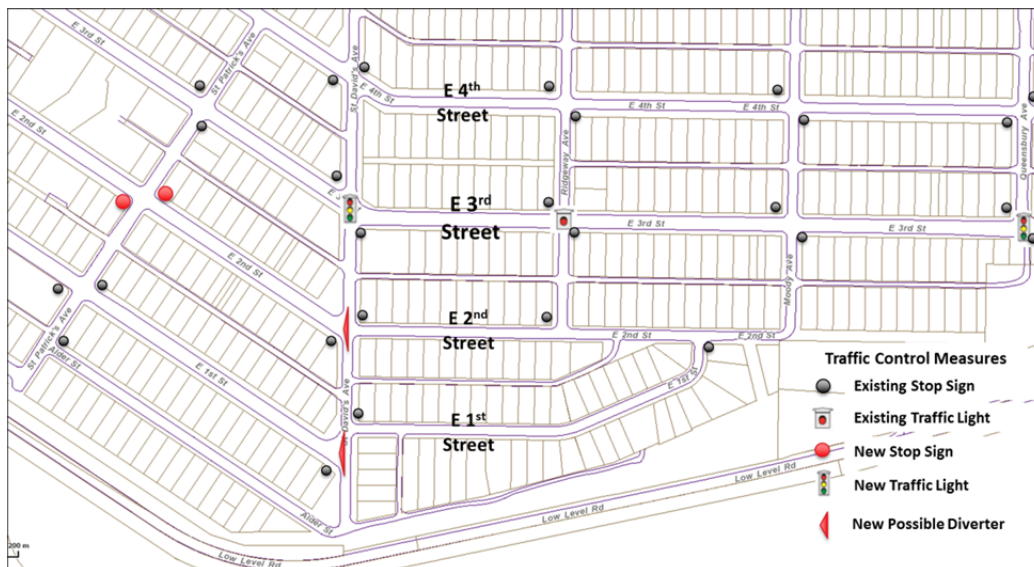 E 3rd St
St Patrick's Ave
St David's Ave
E 4th St
E 4th
Street
E 4th St
E 4th St
Queensbury Ave
Ridgeway Ave
E 2nd St
E 3rd
Street
E 3rd St
E 3rd St
E 2nd St
Moody Ave
E 2nd
Street
E 2nd St
E 2nd St
St Patrick's Ave
Alder St
E 1st St
St David's Ave
E 1st St
E 1st
Street
Alder St
Low Level Rd
Low Level Rd
Low Level Rd
Low Level Rd
200 m
Traffic Control Measures
Existing Stop Sign
Existing Traffic Light
New Stop Sign
New Traffic Light
New Possible Diverter